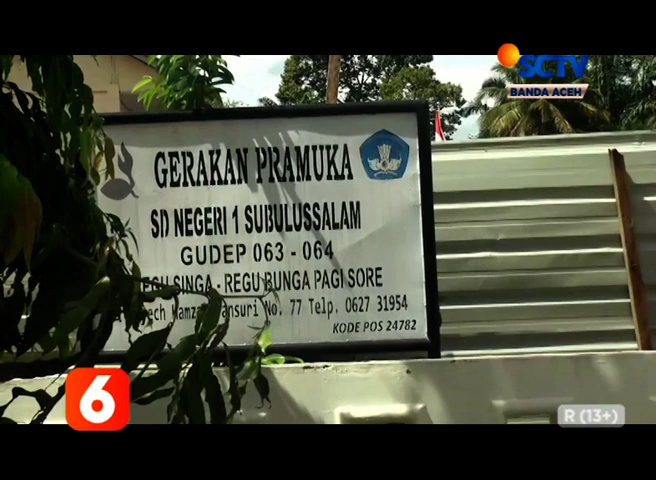 SCTV
BANDA ACEH
GERAKAN PRAMUKA
SD NEGERI 1 SUBULUSSALAM
GUDEP 063 - 064
SINGA - REGU BUNGA PAGI SORE
No. 77 Telp. 0627 31954
KODE POS 24782
6
R (13+)